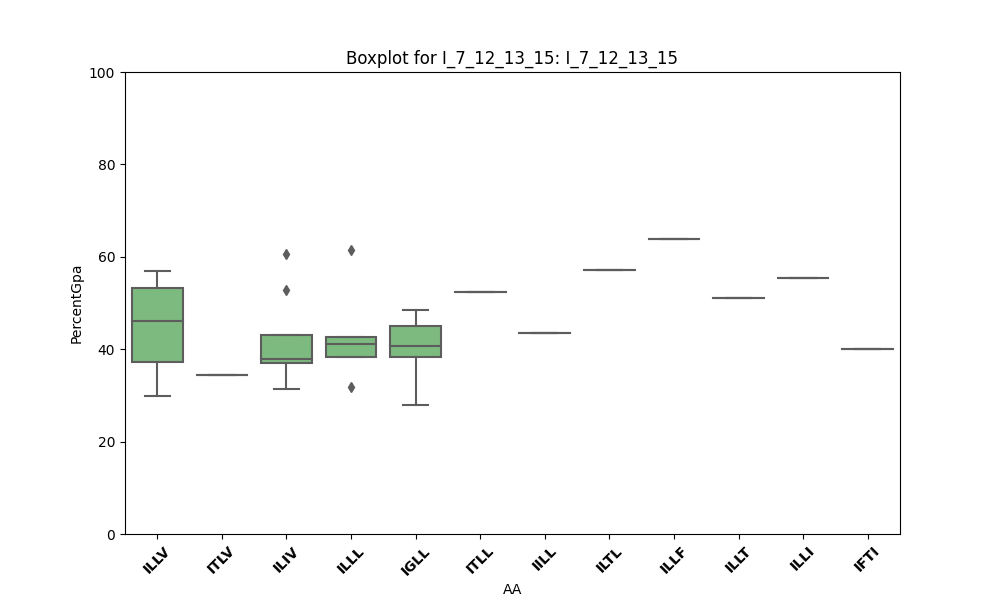 Boxplot for I_7_12_13_15: I_7_12_13_15
100
80
60
40
20
0
PercentGpa
ILLV ITLV ILIV ILLL IGLL ITLL IILL ILTL ILLF ILLT ILLI IFTI
AA